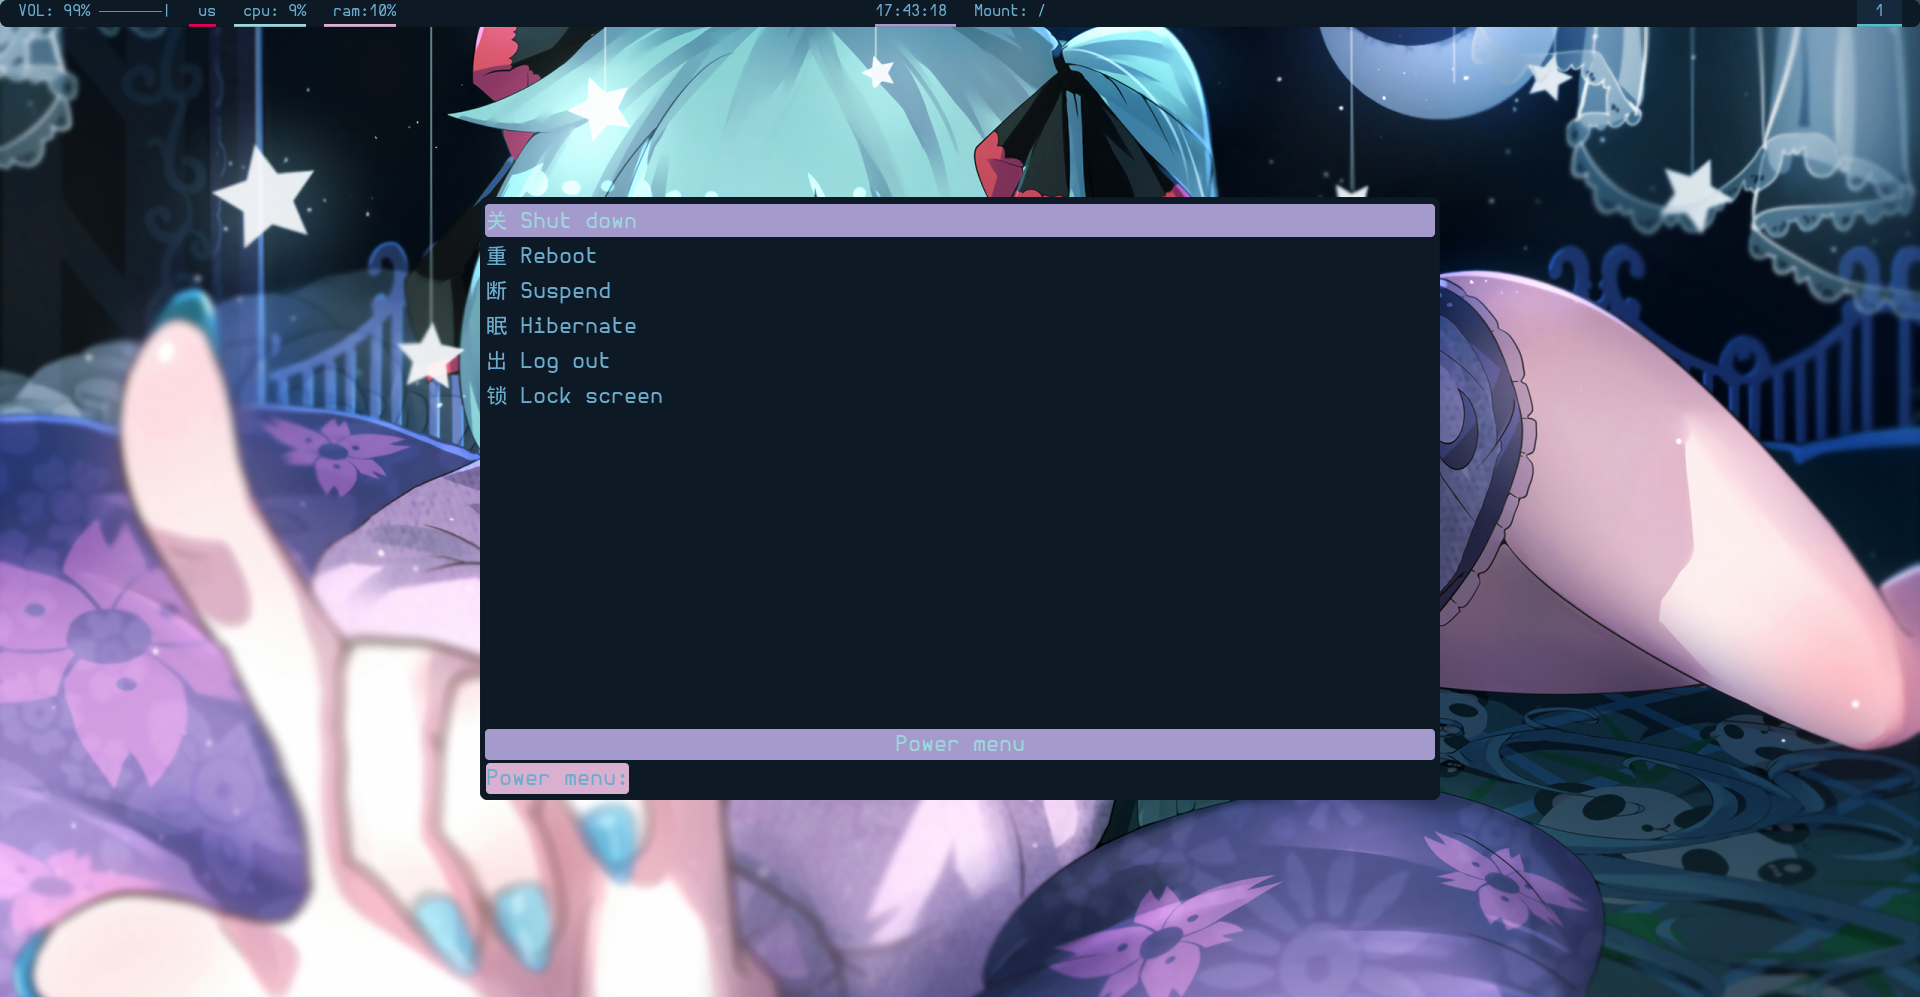 VOL: 99% us cpu: 9% ram:10% 17:43:18 Mount: / 1
关 Shut down
重 Reboot
断 Suspend
眠 Hibernate
出 Log out
锁 Lock screen
Power menu
Power menu: